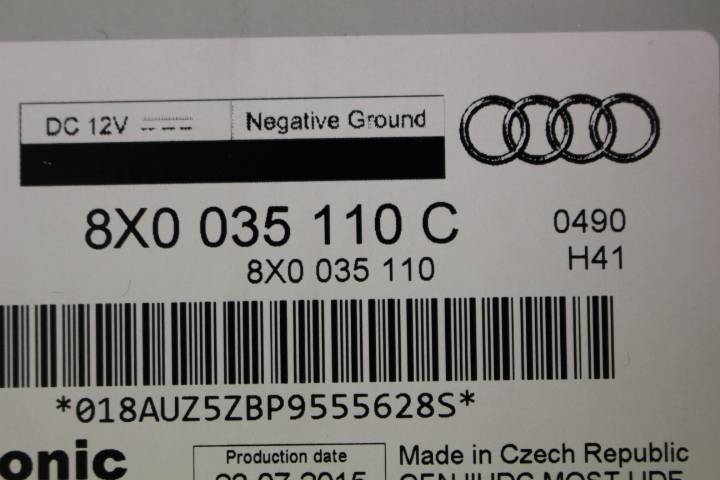 DC 12V Negative Ground
8X0 035 110 C 0490
8X0 035 110 H41
*018AUZ5ZBP9555628S*
Production date Made in Czech Republic
onic